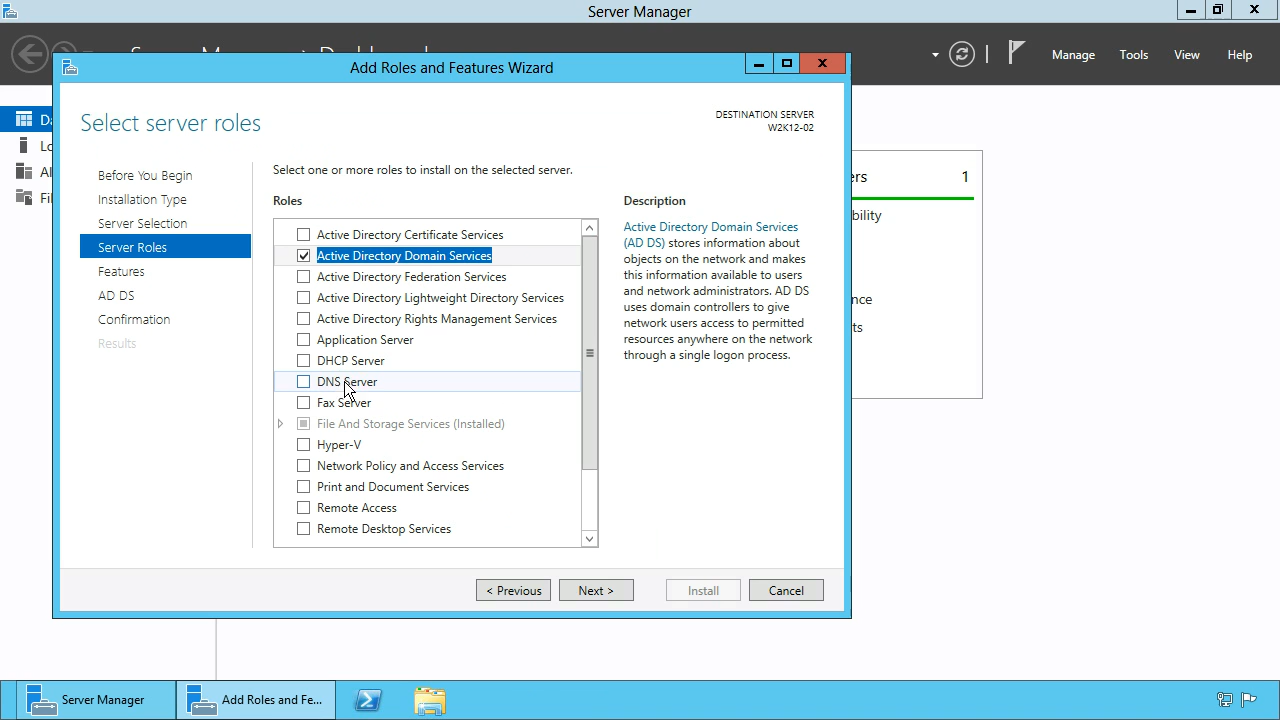 Server Manager
Manage
Tools
View
Help
Add Roles and Features Wizard
Select server roles
DESTINATION SERVER
W2K12-02
Before You Begin
Installation Type
Server Selection
Server Roles
Features
AD DS
Confirmation
Results
Select one or more roles to install on the selected server.
Roles
Active Directory Certificate Services
Active Directory Domain Services
Active Directory Federation Services
Active Directory Lightweight Directory Services
Active Directory Rights Management Services
Application Server
DHCP Server
DNS Server
Fax Server
File And Storage Services (Installed)
Hyper-V
Network Policy and Access Services
Print and Document Services
Remote Access
Remote Desktop Services
Description
Active Directory Domain Services
(AD DS) stores information about
objects on the network and makes
this information available to users
and network administrators. AD DS
uses domain controllers to give
network users access to permitted
resources anywhere on the network
through a single logon process.
1
< Previous
Next >
Install
Cancel
Server Manager
Add Roles and Fe...